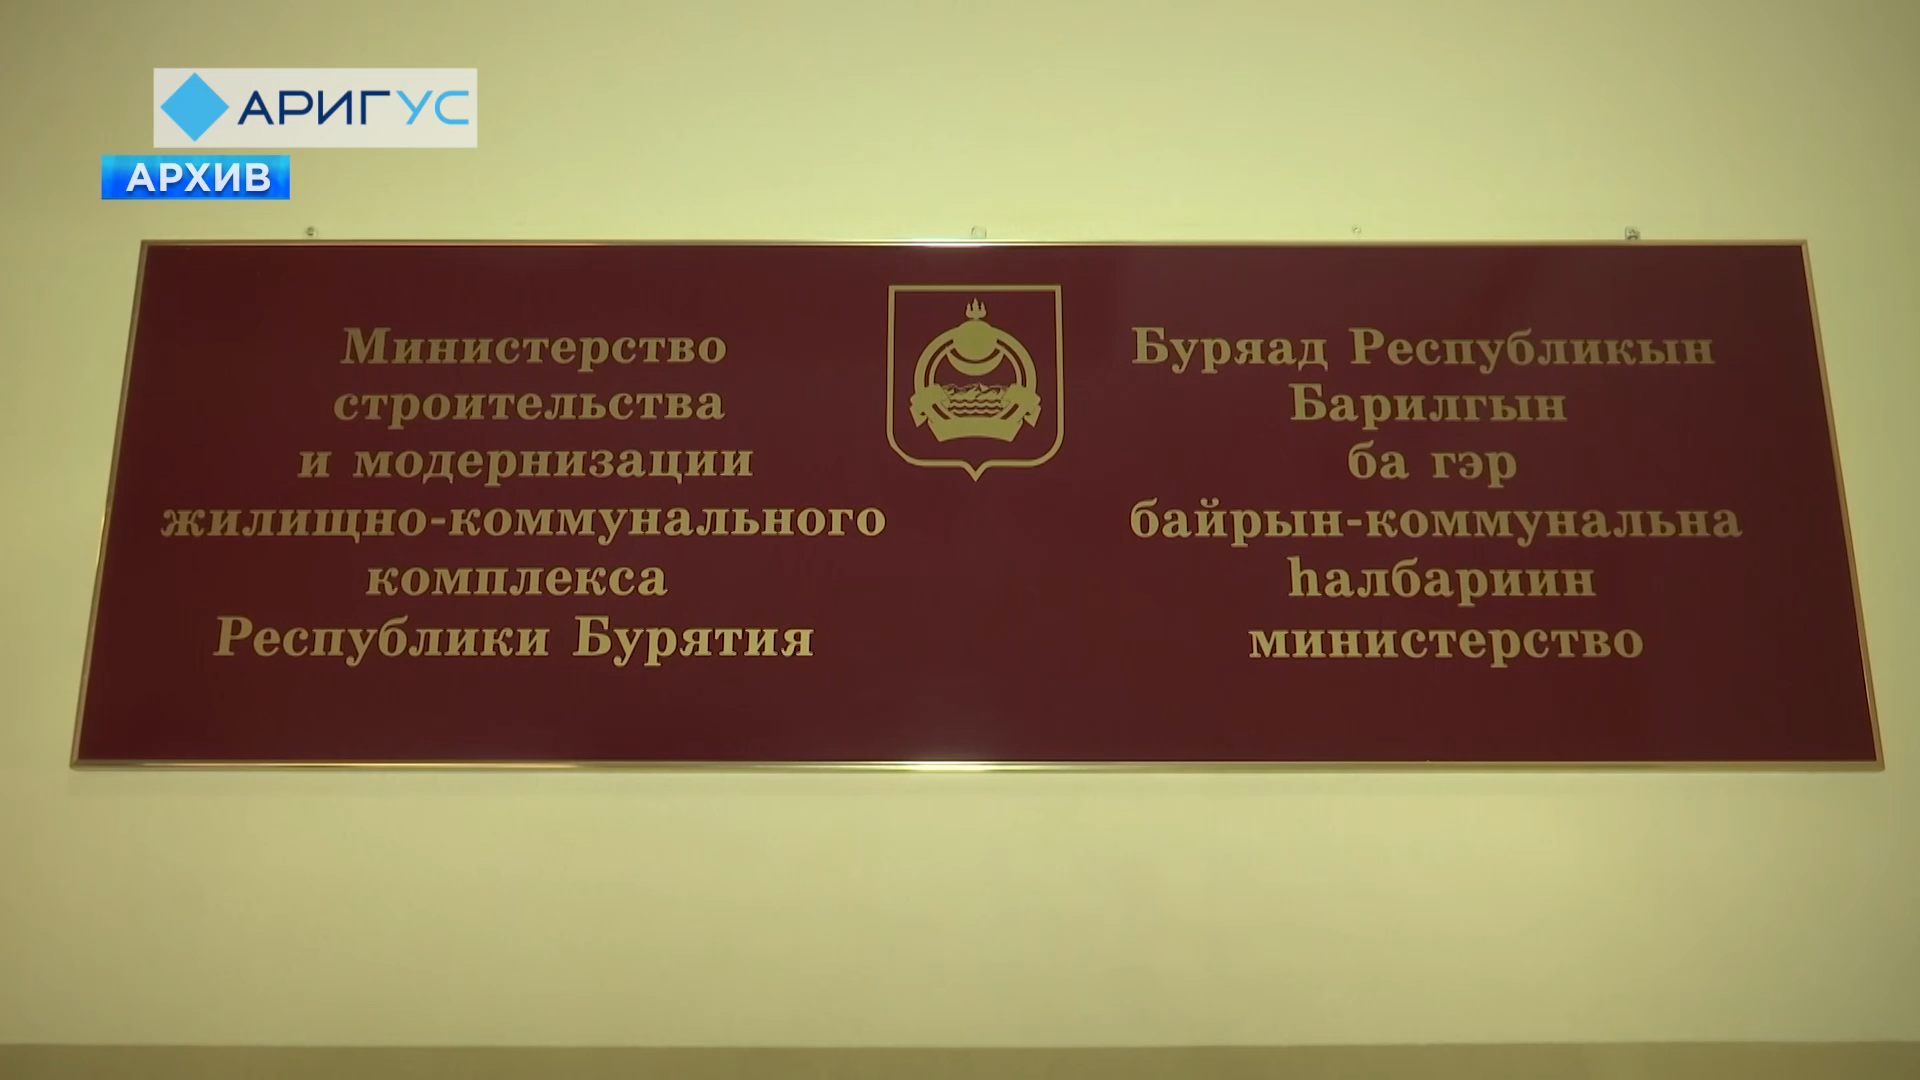 АРИГУС
АРХИВ
Министерство
строительства
и модернизации
жилищно-коммунального
комплекса
Республики Бурятия
Буряад Республикын
Барилгын
ба гэр
байрын-коммунальна
һалбариин
министерство